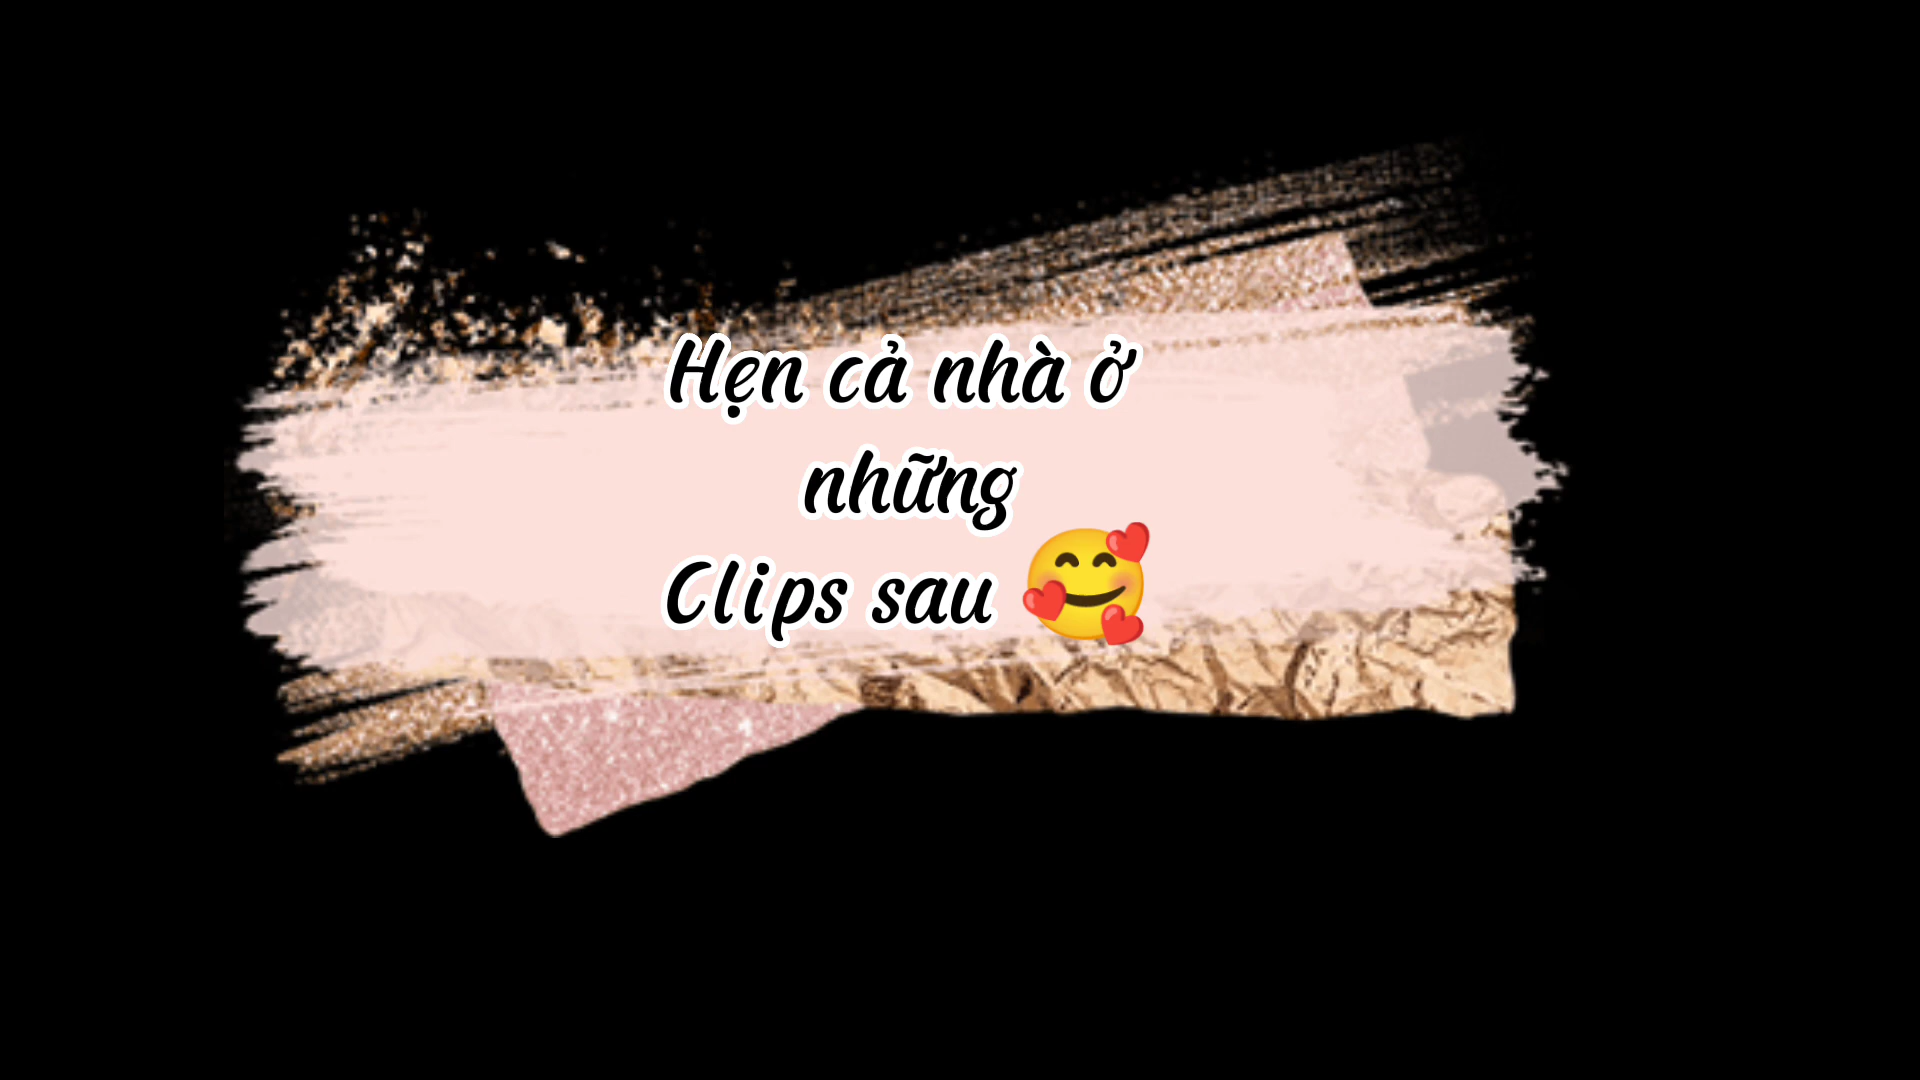 Hẹn cả nhà ở
những
Clips sau 🥰